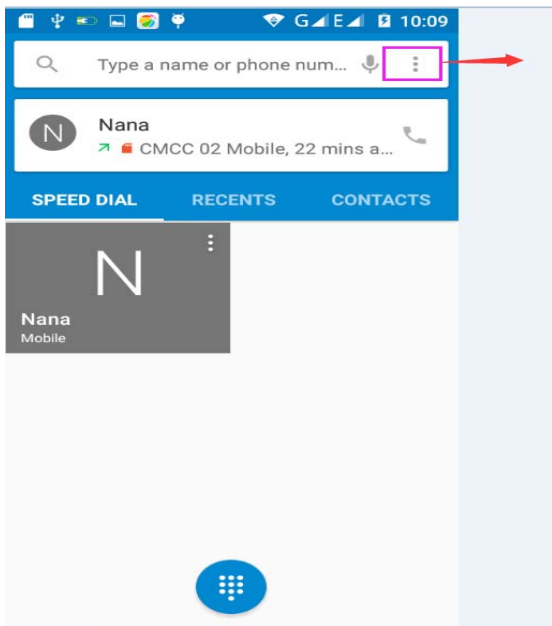 G E 10:09
Type a name or phone num...
N Nana
CMCC 02 Mobile, 22 mins a...
SPEED DIAL RECENTS CONTACTS
N
Nana
Mobile